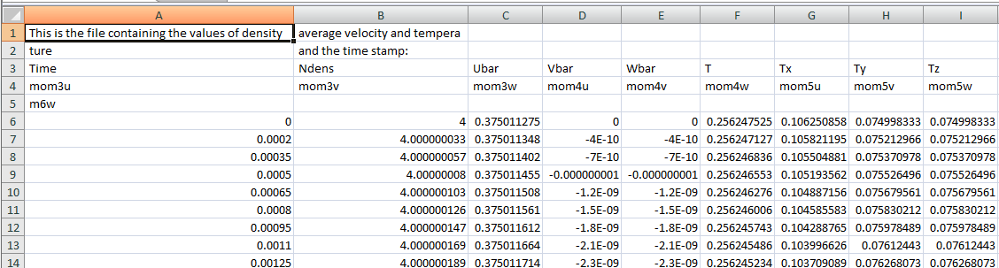 A B C D E F G H I
1 This is the file containing the values of density average velocity and tempera
2 ture and the time stamp:
3 Time Ndens Ubar Vbar Wbar T Tx Ty Tz
4 mom3u mom3v mom3w mom4u mom4v mom4w mom5u mom5v mom5w
5 m6w
6 0 4 0.375011275 0 0 0.256247525 0.106250858 0.074998333 0.074998333
7 0.0002 4.000000033 0.375011348 -4E-10 -4E-10 0.256247127 0.105821195 0.075212966 0.075212966
8 0.00035 4.000000057 0.375011402 -7E-10 -7E-10 0.256246836 0.105504881 0.075370978 0.075370978
9 0.0005 4.00000008 0.375011455 -0.000000001 -0.000000001 0.256246553 0.105193562 0.075526496 0.075526496
10 0.00065 4.000000103 0.375011508 -1.2E-09 -1.2E-09 0.256246276 0.104887156 0.075679561 0.075679561
11 0.0008 4.000000126 0.375011561 -1.5E-09 -1.5E-09 0.256246006 0.104585583 0.075830212 0.075830212
12 0.00095 4.000000147 0.375011612 -1.8E-09 -1.8E-09 0.256245743 0.104288765 0.075978489 0.075978489
13 0.0011 4.000000169 0.375011664 -2.1E-09 -2.1E-09 0.256245486 0.103996626 0.07612443 0.07612443
14 0.00125 4.000000189 0.375011714 -2.3E-09 -2.3E-09 0.256245234 0.103709089 0.076268073 0.076268073